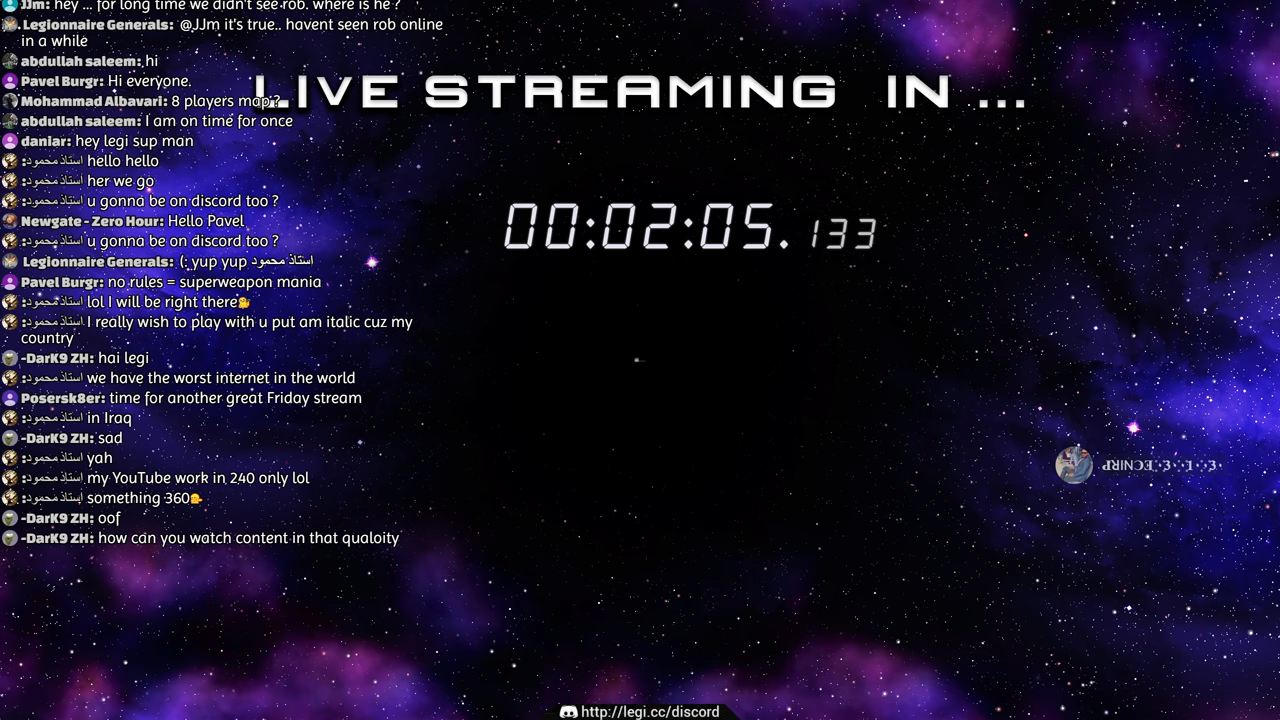 JJm: hey ... for long time we didn't see rob. where is he ?
Legionnaire Generals: @JJm it's true.. havent seen rob online
in a while
abdullah saleem: hi
Pavel Burgr: Hi everyone.
LIVE STREAMING IN ...
Mohammad Albavari: 8 players map ?
abdullah saleem: I am on time for once
daniar: hey legi sup man
استاذ محمود: hello hello
استاذ محمود: her we go
استاذ محمود: u gonna be on discord too ?
Newgate - Zero Hour: Hello Pavel
00:02:05.133
استاذ محمود: u gonna be on discord too ?
Legionnaire Generals: (: yup yup استاذ محمود
Pavel Burgr: no rules = superweapon mania
استاذ محمود: lol I will be right there
استاذ محمود: I really wish to play with u put am italic cuz my
country
-DarK9 ZH: hai legi
استاذ محمود: we have the worst internet in the world
Posersk8er: time for another great Friday stream
استاذ محمود: in Iraq
-DarK9 ZH: sad
استاذ محمود: yah
استاذ محمود: my YouTube work in 240 only lol
استاذ محمود: something 360
-DarK9 ZH: oof
-DarK9 ZH: how can you watch content in that qualoity
http://legi.cc/discord